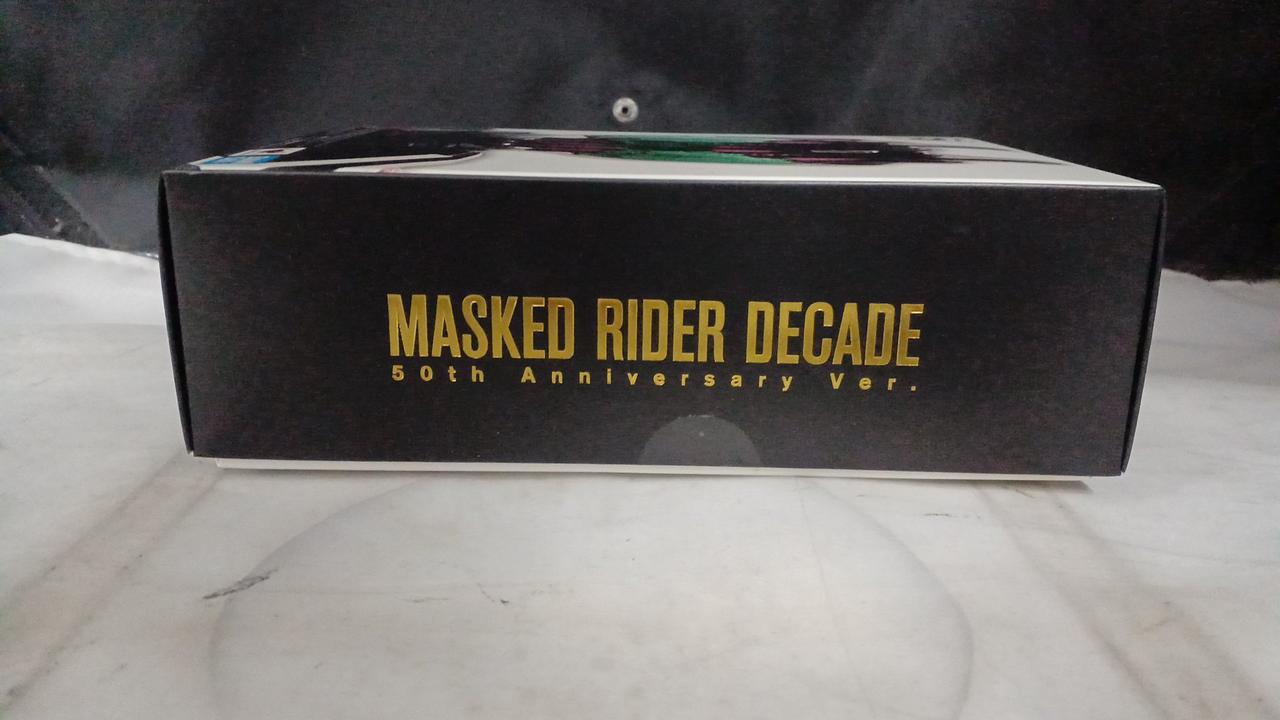 MASKED RIDER DECADE
50th Anniversary Ver.